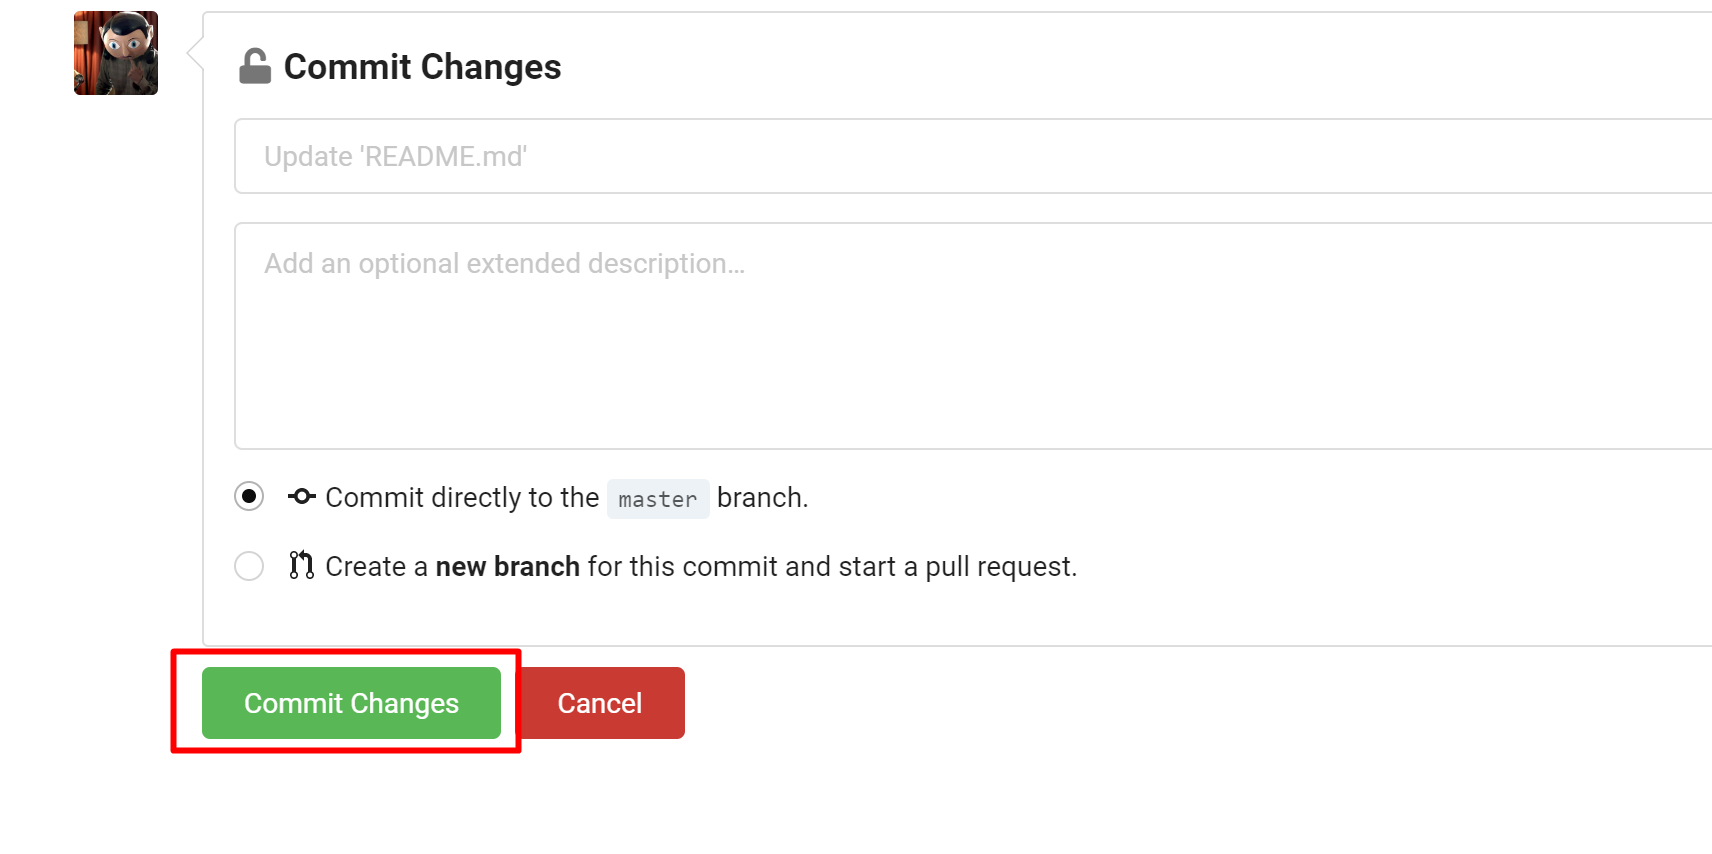 Commit Changes
Update 'README.md'
Add an optional extended description...
Commit directly to the master branch.
Create a new branch for this commit and start a pull request.
Commit Changes
Cancel